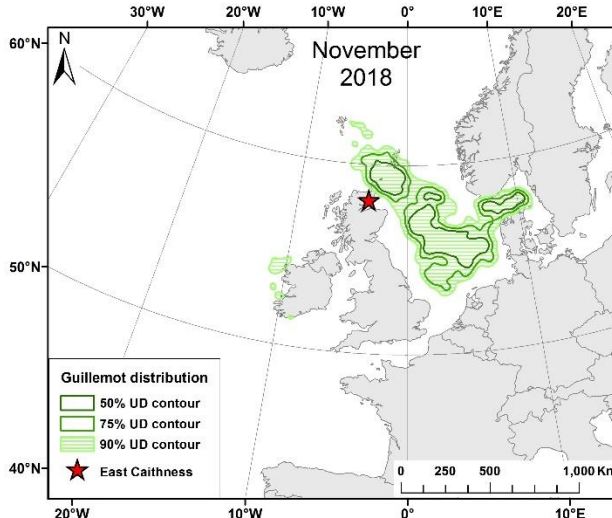 30°W 20°W 10°W 0° 10°E 20°E 30°E
60°N
N
November
2018
50°N
Guillemot distribution
50% UD contour
75% UD contour
90% UD contour
East Caithness
0 250 500 1,000 Km
40°N
20°W 10°W 0° 10°E